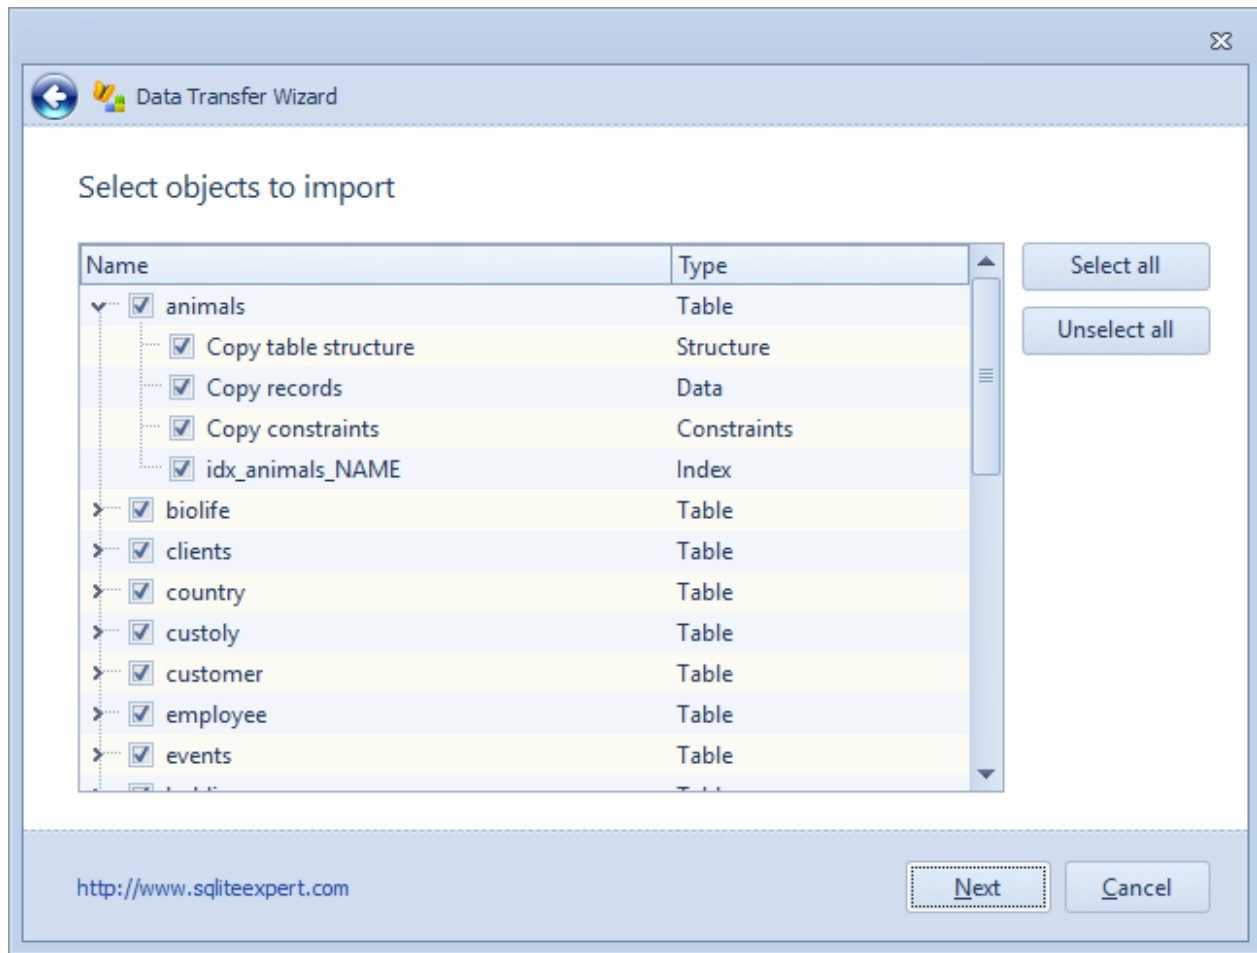 Data Transfer Wizard
Select objects to import
Name Type
Select all
animals Table
Unselect all
Copy table structure Structure
Copy records Data
Copy constraints Constraints
idx_animals_NAME Index
biolife Table
clients Table
country Table
custoly Table
customer Table
employee Table
events Table
http://www.sqliteexpert.com
Next Cancel